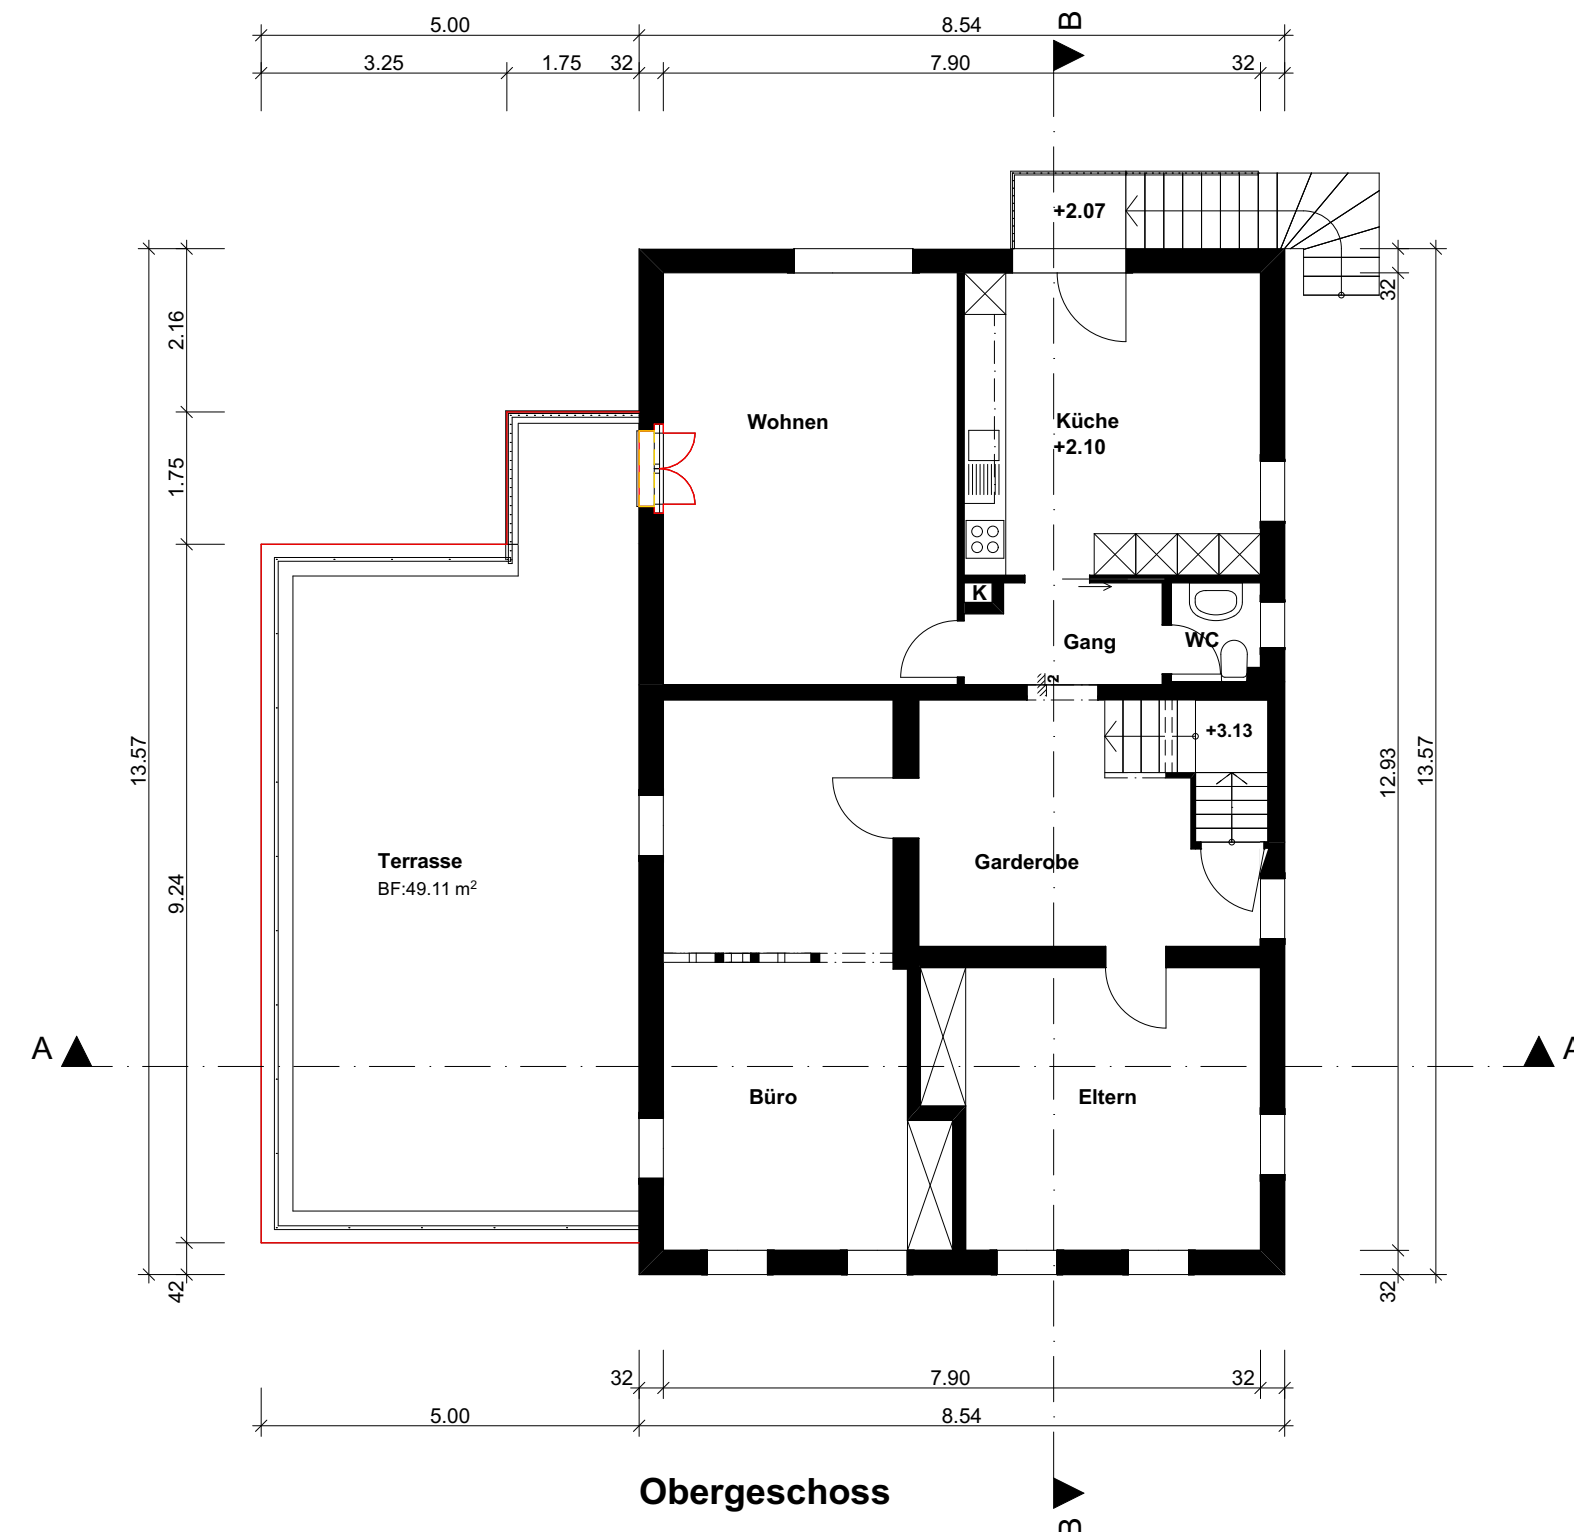 5.00
8.54
B
3.25
1.75
32
7.90
32
+2.07
32
2.16
Wohnen
Küche
+2.10
1.75
K
Gang
WC
2
+3.13
13.57
12.93
13.57
Terrasse
BF:49.11 m²
Garderobe
9.24
A
A
Büro
Eltern
42
32
32
7.90
32
5.00
8.54
Obergeschoss
B